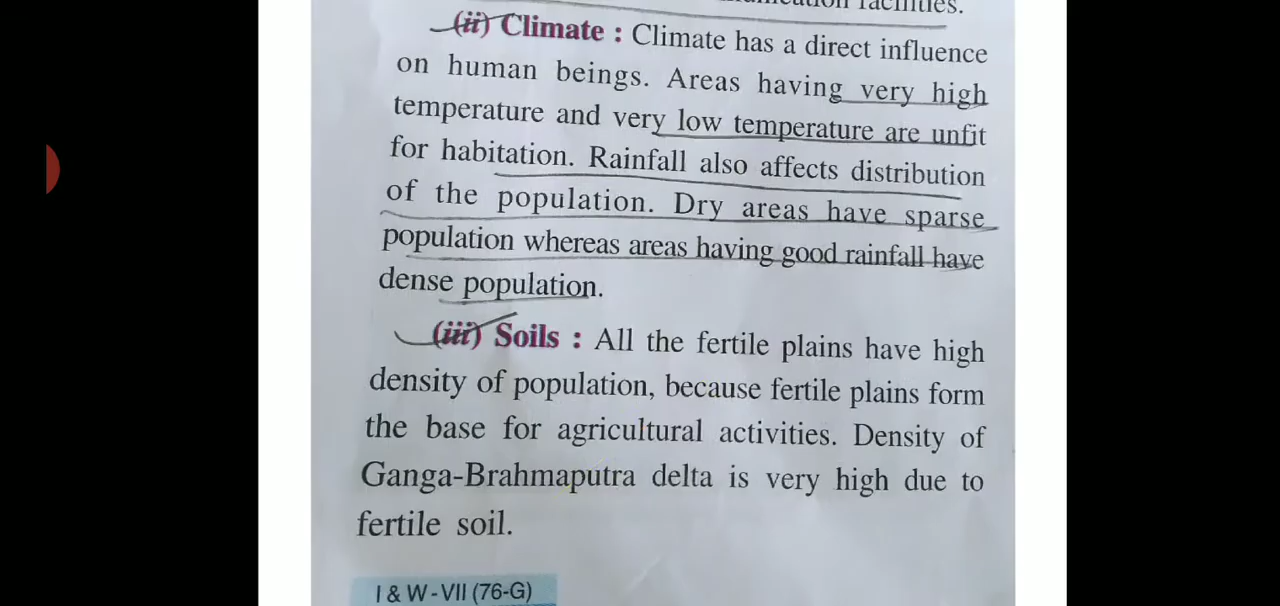 facilities.
(ii) Climate : Climate has a direct influence
on human beings. Areas having very high
temperature and very low temperature are unfit
for habitation. Rainfall also affects distribution
of the population. Dry areas have sparse
population whereas areas having good rainfall have
dense population.
(iii) Soils : All the fertile plains have high
density of population, because fertile plains form
the base for agricultural activities. Density of
Ganga-Brahmaputra delta is very high due to
fertile soil.
I & W - VII (76-G)